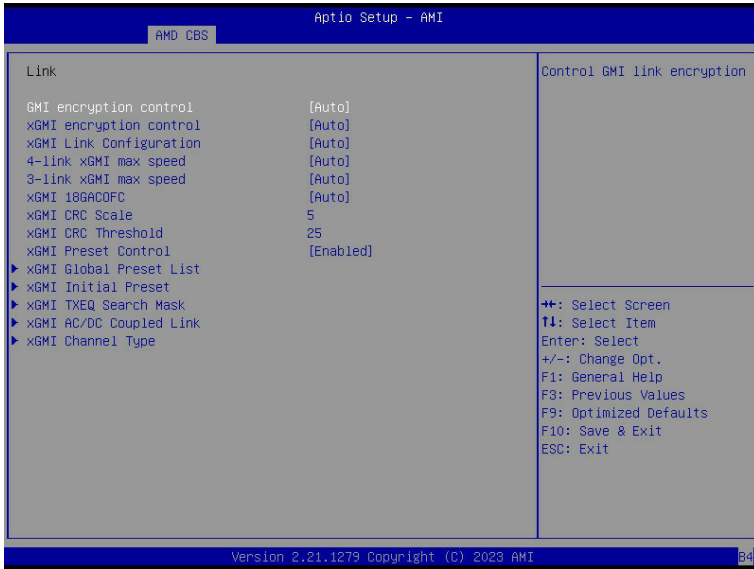 Aptio Setup – AMI
AMD CBS
Link
Control GMI link encryption
GMI encryption control [Auto]
xGMI encryption control [Auto]
xGMI Link Configuration [Auto]
4-link xGMI max speed [Auto]
3-link xGMI max speed [Auto]
xGMI 18GACOFC [Auto]
xGMI CRC Scale 5
xGMI CRC Threshold 25
xGMI Preset Control [Enabled]
▶ xGMI Global Preset List
▶ xGMI Initial Preset
▶ xGMI TXEQ Search Mask
▶ xGMI AC/DC Coupled Link
▶ xGMI Channel Type
→←: Select Screen
↑↓: Select Item
Enter: Select
+/-: Change Opt.
F1: General Help
F3: Previous Values
F9: Optimized Defaults
F10: Save & Exit
ESC: Exit
Version 2.21.1279 Copyright (C) 2023 AMI
B4